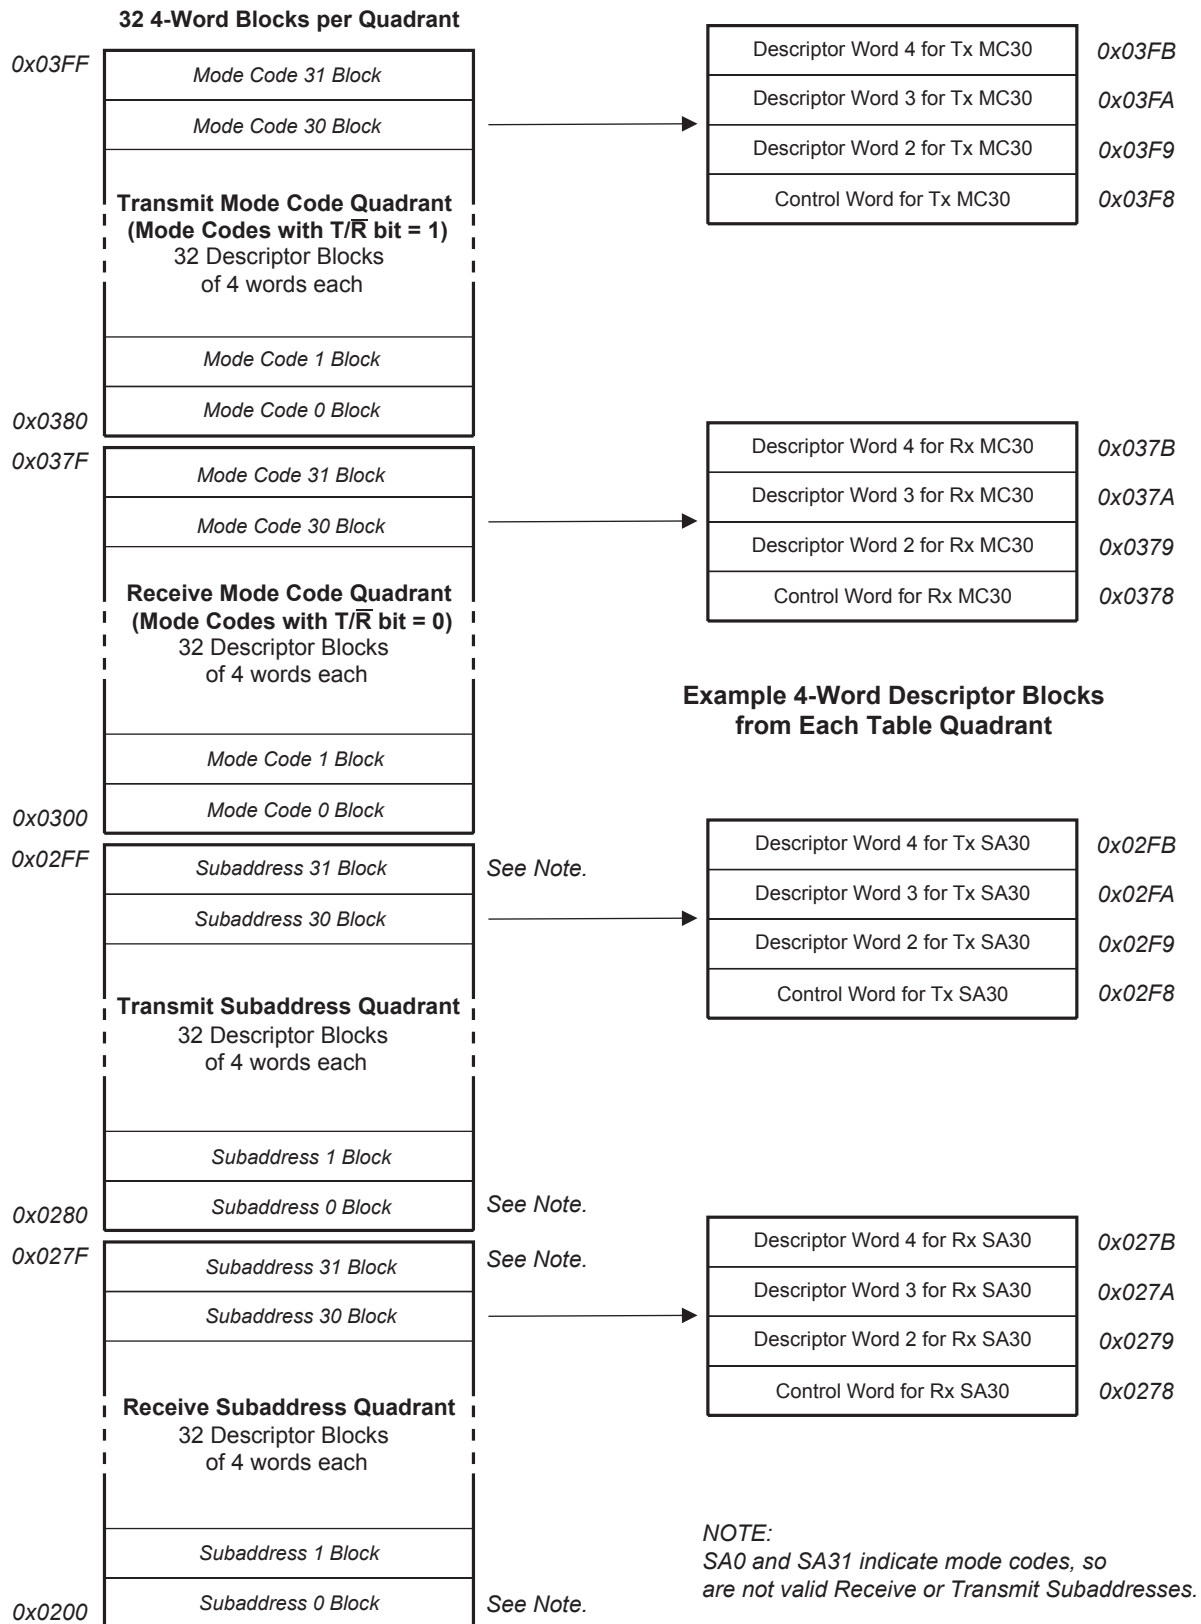 32 4-Word Blocks per Quadrant
0x03FF
Mode Code 31 Block
Mode Code 30 Block
Transmit Mode Code Quadrant
(Mode Codes with T/R̅ bit = 1)
32 Descriptor Blocks
of 4 words each
Mode Code 1 Block
Mode Code 0 Block
0x0380
Descriptor Word 4 for Tx MC30 0x03FB
Descriptor Word 3 for Tx MC30 0x03FA
Descriptor Word 2 for Tx MC30 0x03F9
Control Word for Tx MC30 0x03F8
0x037F
Mode Code 31 Block
Mode Code 30 Block
Receive Mode Code Quadrant
(Mode Codes with T/R̅ bit = 0)
32 Descriptor Blocks
of 4 words each
Mode Code 1 Block
Mode Code 0 Block
0x0300
Descriptor Word 4 for Rx MC30 0x037B
Descriptor Word 3 for Rx MC30 0x037A
Descriptor Word 2 for Rx MC30 0x0379
Control Word for Rx MC30 0x0378
Example 4-Word Descriptor Blocks
from Each Table Quadrant
0x02FF
Subaddress 31 Block See Note.
Subaddress 30 Block
Transmit Subaddress Quadrant
32 Descriptor Blocks
of 4 words each
Subaddress 1 Block
Subaddress 0 Block See Note.
0x0280
Descriptor Word 4 for Tx SA30 0x02FB
Descriptor Word 3 for Tx SA30 0x02FA
Descriptor Word 2 for Tx SA30 0x02F9
Control Word for Tx SA30 0x02F8
0x027F
Subaddress 31 Block See Note.
Subaddress 30 Block
Receive Subaddress Quadrant
32 Descriptor Blocks
of 4 words each
Subaddress 1 Block
Subaddress 0 Block See Note.
0x0200
Descriptor Word 4 for Rx SA30 0x027B
Descriptor Word 3 for Rx SA30 0x027A
Descriptor Word 2 for Rx SA30 0x0279
Control Word for Rx SA30 0x0278
NOTE:
SA0 and SA31 indicate mode codes, so
are not valid Receive or Transmit Subaddresses.